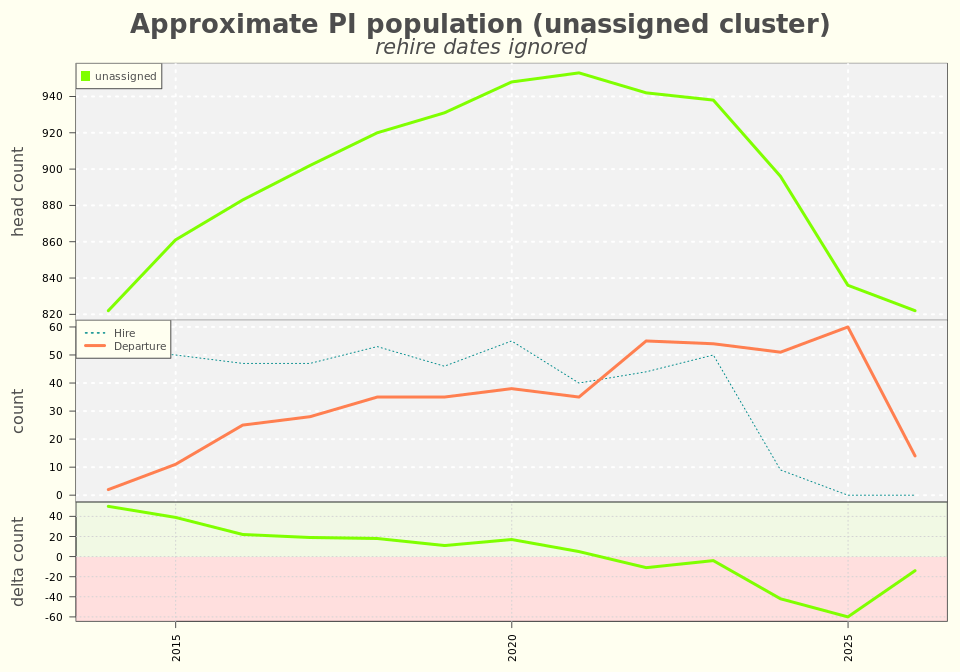 Approximate PI population (unassigned cluster)
rehire dates ignored
unassigned
head count
940
920
900
880
860
840
820
Hire
Departure
count
60
50
40
30
20
10
0
delta count
40
20
0
-20
-40
-60
2015
2020
2025